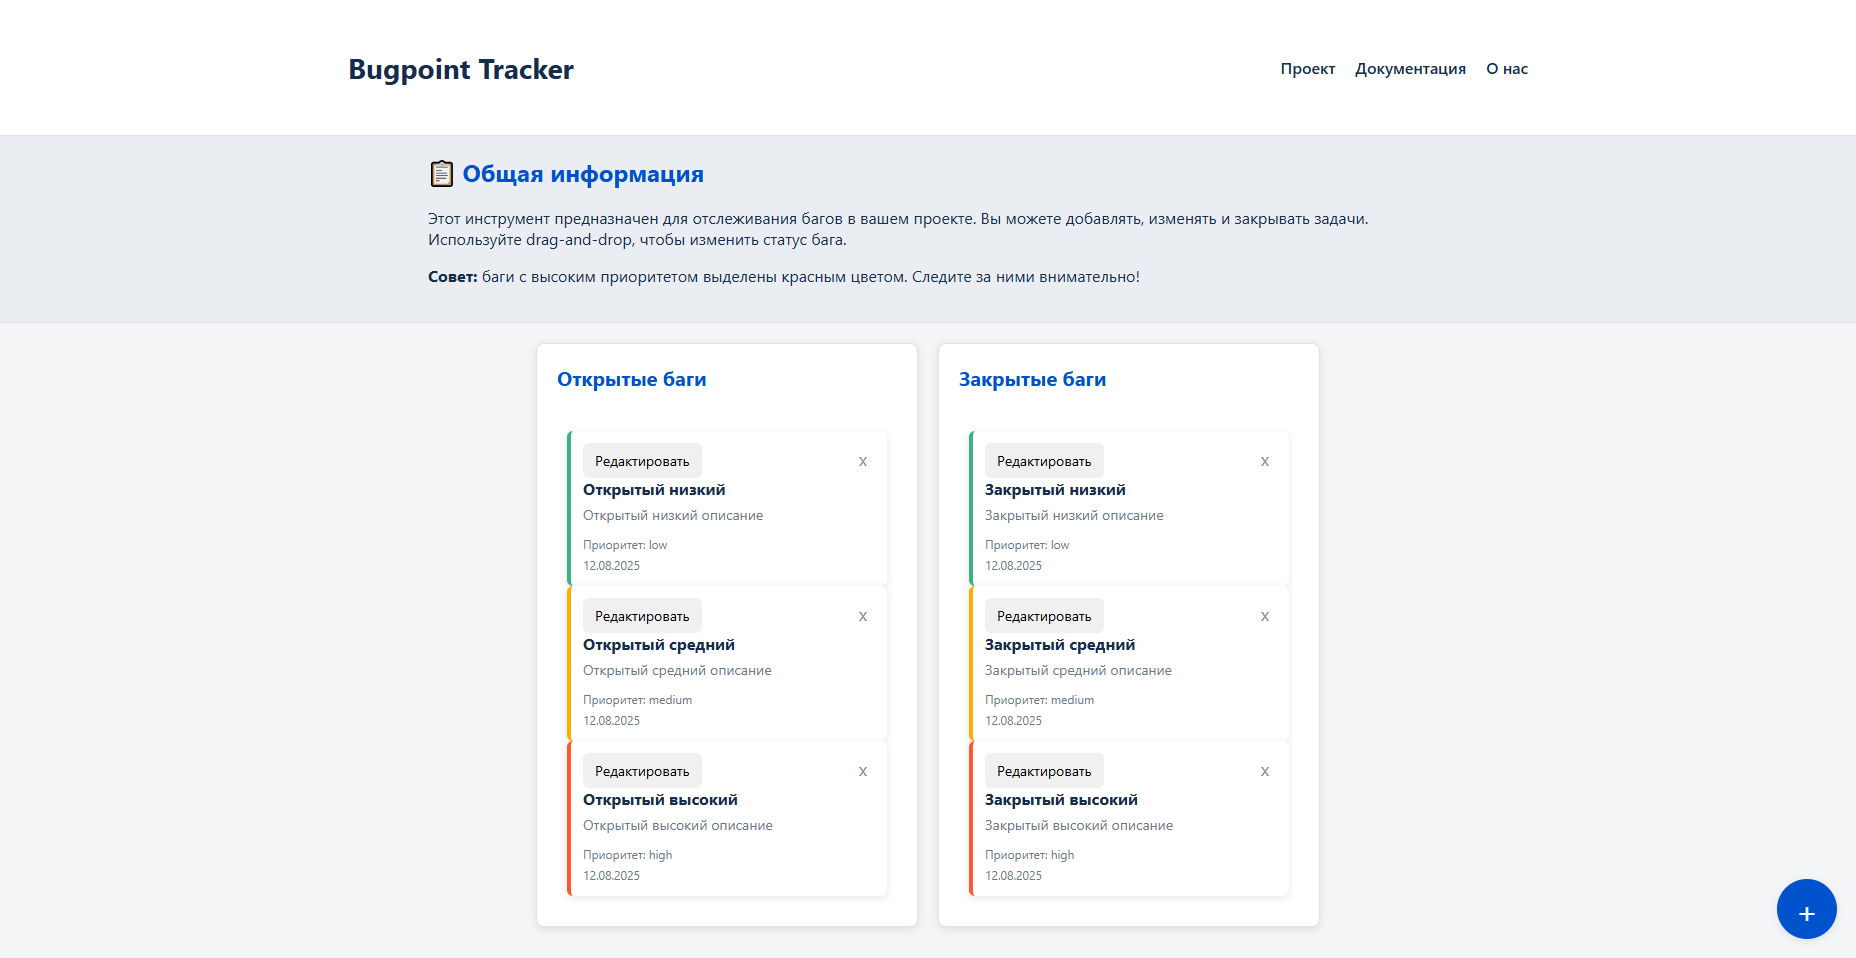 Bugpoint Tracker
Проект Документация О нас
Общая информация
Этот инструмент предназначен для отслеживания багов в вашем проекте. Вы можете добавлять, изменять и закрывать задачи.
Используйте drag-and-drop, чтобы изменить статус бага.
Совет: баги с высоким приоритетом выделены красным цветом. Следите за ними внимательно!
Открытые баги
Редактировать x
Открытый низкий
Открытый низкий описание
Приоритет: low
12.08.2025
Редактировать x
Открытый средний
Открытый средний описание
Приоритет: medium
12.08.2025
Редактировать x
Открытый высокий
Открытый высокий описание
Приоритет: high
12.08.2025
Закрытые баги
Редактировать x
Закрытый низкий
Закрытый низкий описание
Приоритет: low
12.08.2025
Редактировать x
Закрытый средний
Закрытый средний описание
Приоритет: medium
12.08.2025
Редактировать x
Закрытый высокий
Закрытый высокий описание
Приоритет: high
12.08.2025
+